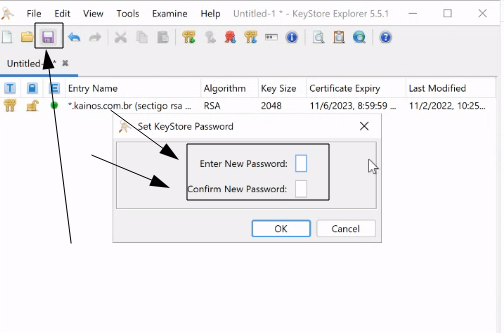 File Edit View Tools Examine Help Untitled-1 * - KeyStore Explorer 5.5.1
Untitled-1 *
T E Entry Name Algorithm Key Size Certificate Expiry Last Modified
*.kainos.com.br (sectigo rsa ... RSA 2048 11/6/2023, 8:59:59 ... 11/2/2022, 10:25...
Set KeyStore Password
Enter New Password:
Confirm New Password:
OK Cancel